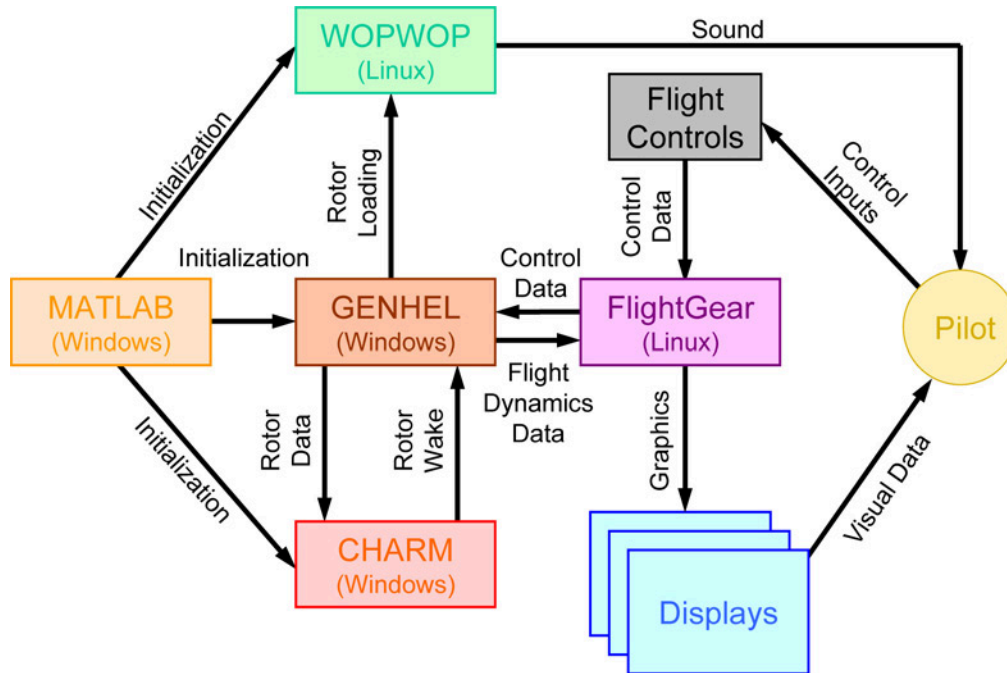 WOPWOP
(Linux)
Sound
Flight
Controls
Initialization
Rotor
Loading
Control
Data
Control
Inputs
Initialization
Control
Data
MATLAB
(Windows)
GENHEL
(Windows)
FlightGear
(Linux)
Pilot
Flight
Dynamics
Data
Initialization
Rotor
Data
Rotor
Wake
Graphics
Visual Data
CHARM
(Windows)
Displays